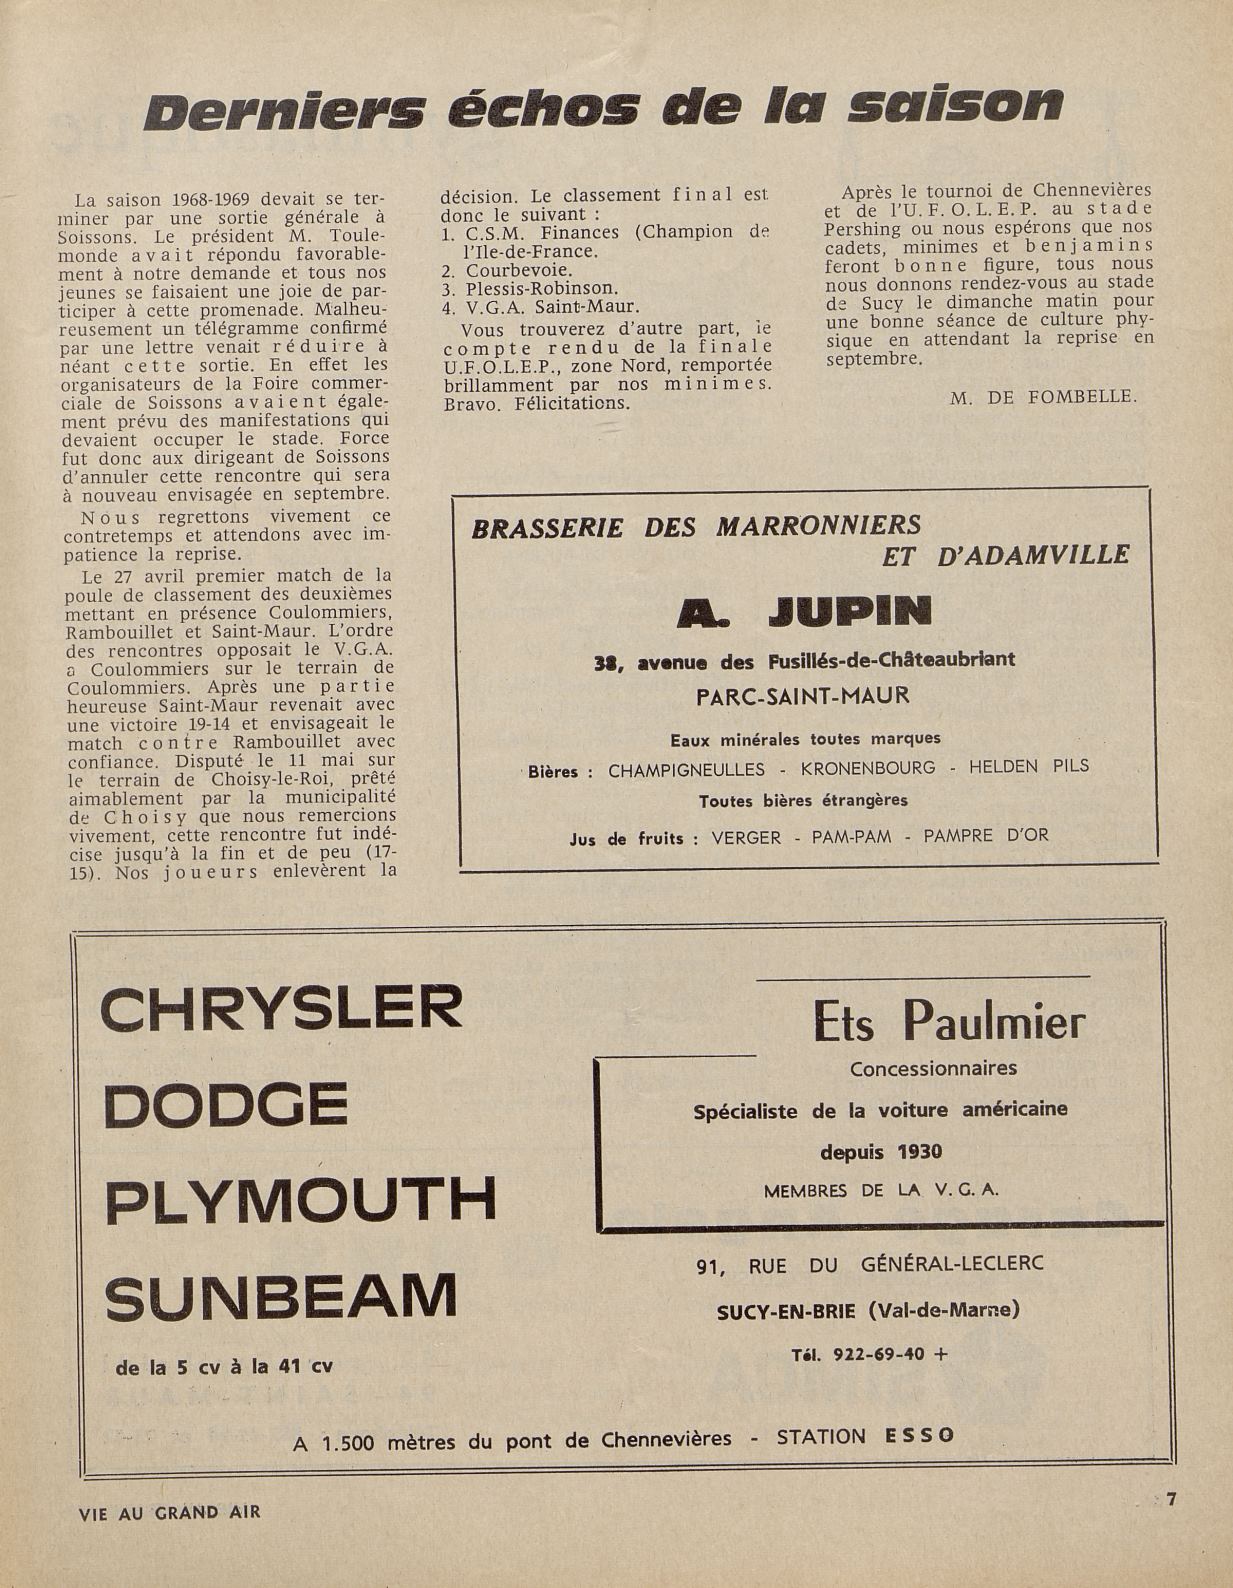 Derniers échos de la saison
La saison 1968-1969 devait se ter-
miner par une sortie générale à
Soissons. Le président M. Toule-
monde avait répondu favorable-
ment à notre demande et tous nos
jeunes se faisaient une joie de par-
ticiper à cette promenade. Malheu-
reusement un télégramme confirmé
par une lettre venait réduire à
néant cette sortie. En effet les
organisateurs de la Foire commer-
ciale de Soissons avaient égale-
ment prévu des manifestations qui
devaient occuper le stade. Force
fut donc aux dirigeant de Soissons
d'annuler cette rencontre qui sera
à nouveau envisagée en septembre.
Nous regrettons vivement ce
contretemps et attendons avec im-
patience la reprise.
Le 27 avril premier match de la
poule de classement des deuxièmes
mettant en présence Coulommiers,
Rambouillet et Saint-Maur. L'ordre
des rencontres opposait le V.G.A.
a Coulommiers sur le terrain de
Coulommiers. Après une partie
heureuse Saint-Maur revenait avec
une victoire 19-14 et envisageait le
match contre Rambouillet avec
confiance. Disputé le 11 mai sur
le terrain de Choisy-le-Roi, prêté
aimablement par la municipalité
de Choisy que nous remercions
vivement, cette rencontre fut indé-
cise jusqu'à la fin et de peu (17-
15). Nos joueurs enlevèrent la
décision. Le classement final est
donc le suivant :
1. C.S.M. Finances (Champion de
l'Ile-de-France.
2. Courbevoie.
3. Plessis-Robinson.
4. V.G.A. Saint-Maur.
Vous trouverez d'autre part, le
compte rendu de la finale
U.F.O.L.E.P., zone Nord, remportée
brillamment par nos minimes.
Bravo. Félicitations.
Après le tournoi de Chennevières
et de l'U.F.O.L.E.P. au stade
Pershing ou nous espérons que nos
cadets, minimes et benjamins
feront bonne figure, tous nous
nous donnons rendez-vous au stade
de Sucy le dimanche matin pour
une bonne séance de culture phy-
sique en attendant la reprise en
septembre.
M. DE FOMBELLE.
BRASSERIE DES MARRONNIERS
ET D'ADAMVILLE
A. JUPIN
38, avenue des Fusillés-de-Châteaubriant
PARC-SAINT-MAUR
Eaux minérales toutes marques
Bières : CHAMPIGNEULLES - KRONENBOURG - HELDEN PILS
Toutes bières étrangères
Jus de fruits : VERGER - PAM-PAM - PAMPRE D'OR
CHRYSLER
DODGE
PLYMOUTH
SUNBEAM
de la 5 cv à la 41 cv
Ets Paulmier
Concessionnaires
Spécialiste de la voiture américaine
depuis 1930
MEMBRES DE LA V.G.A.
91, RUE DU GÉNÉRAL-LECLERC
SUCY-EN-BRIE (Val-de-Marne)
Tél. 922-69-40 +
A 1.500 mètres du pont de Chennevières - STATION ESSO
VIE AU GRAND AIR
7